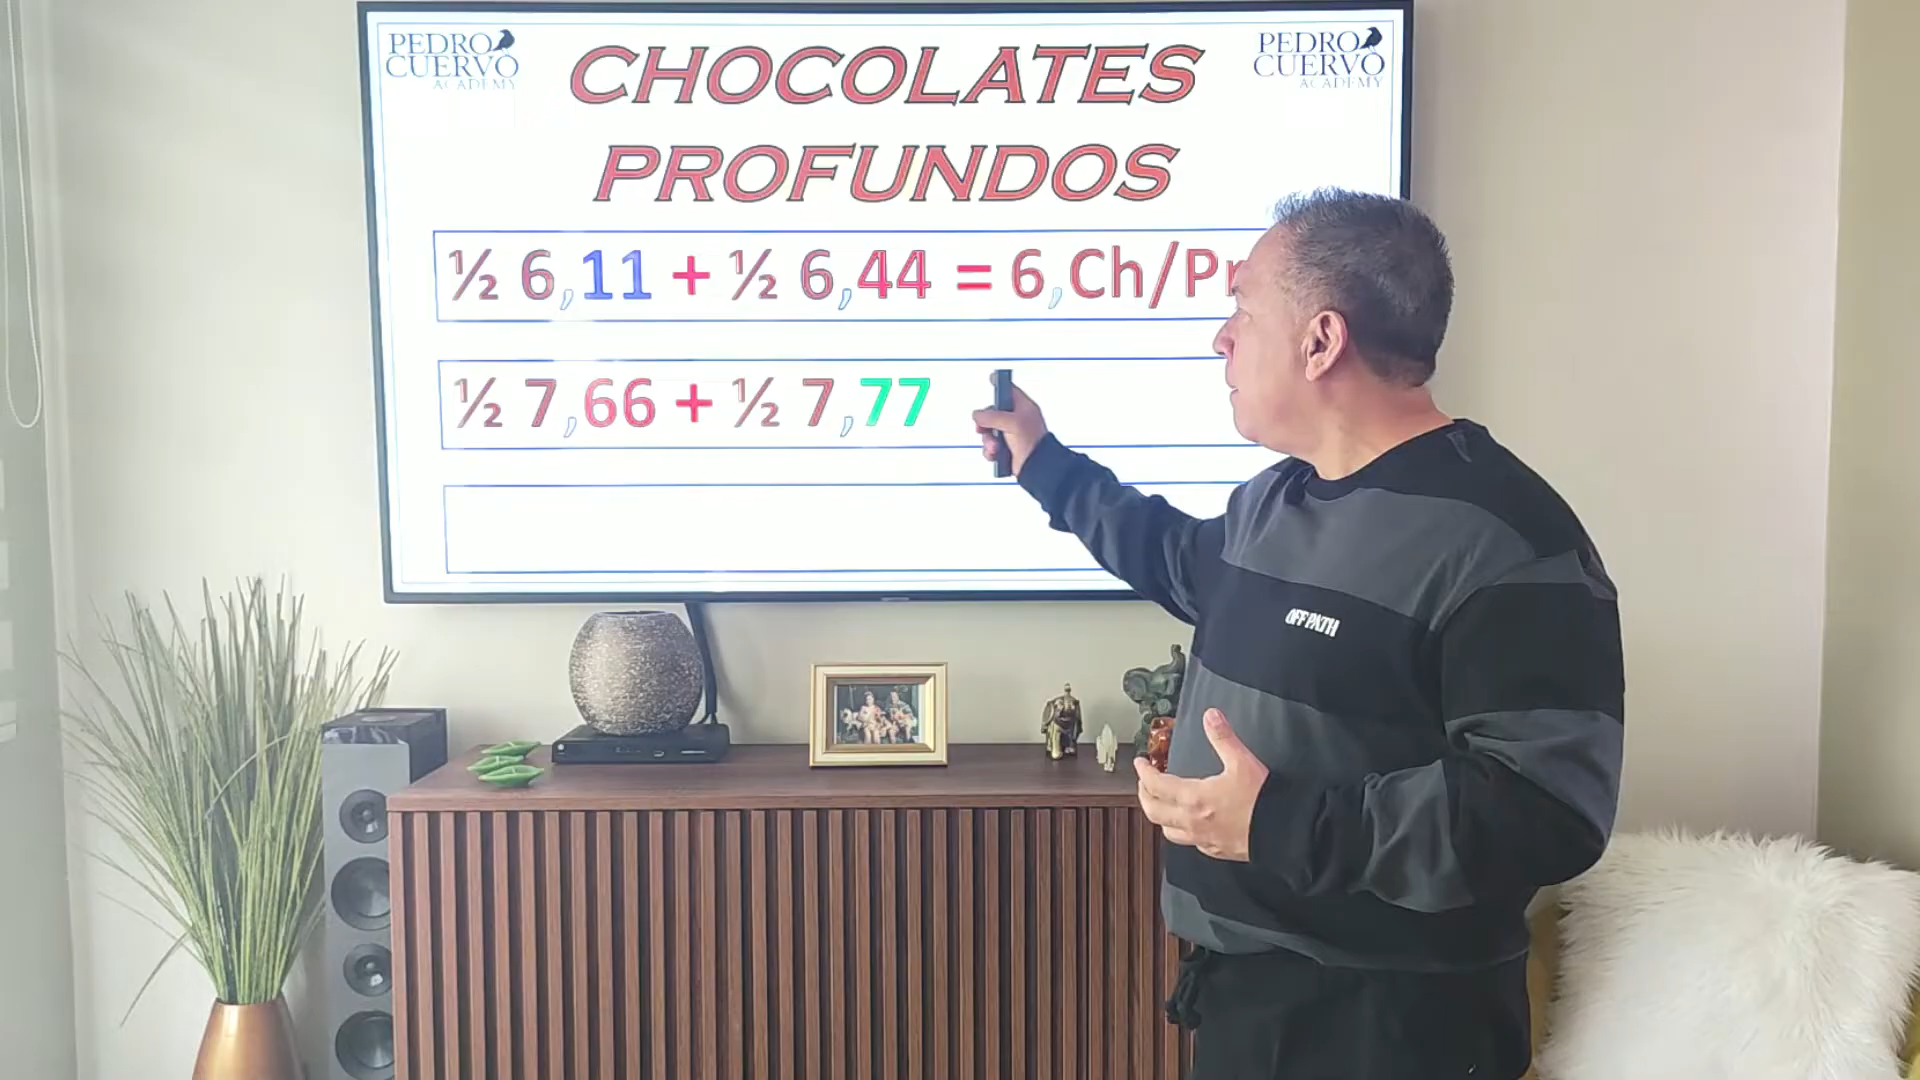 PEDRO
CUERVO
ACADEMY
CHOCOLATES
PROFUNDOS
PEDRO
CUERVO
ACADEMY
½ 6,11 + ½ 6,44 = 6,Ch/Pr
½ 7,66 + ½ 7,77
OFF PATH